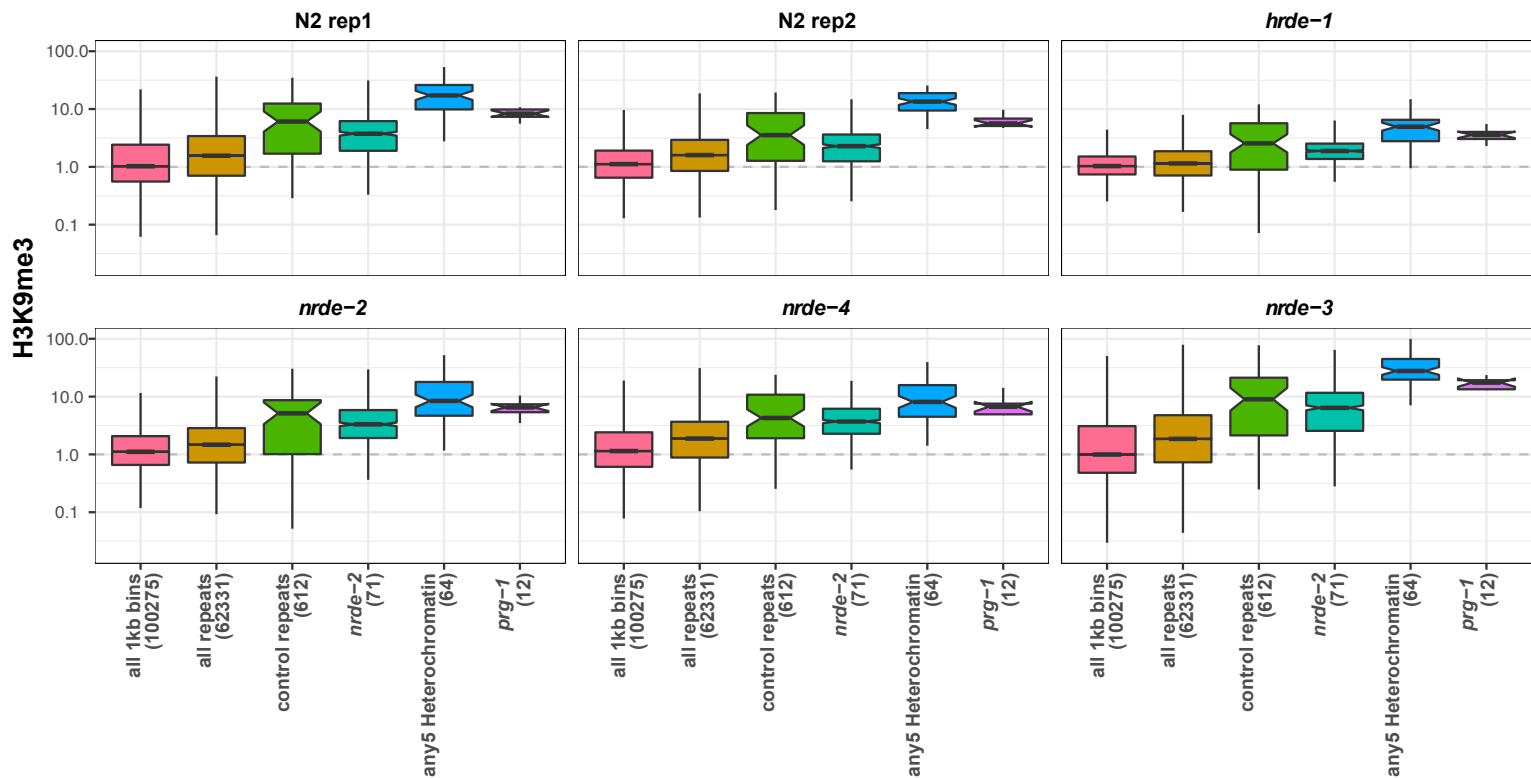 N2 rep1
N2 rep2
hrde−1
100.0
10.0
1.0
0.1
nrde−2
nrde−4
nrde−3
100.0
10.0
1.0
0.1
H3K9me3
all 1kb bins
(100275)
all repeats
(62331)
control repeats
(612)
nrde−2
(71)
any5 Heterochromatin
(64)
prg−1
(12)
all 1kb bins
(100275)
all repeats
(62331)
control repeats
(612)
nrde−2
(71)
any5 Heterochromatin
(64)
prg−1
(12)
all 1kb bins
(100275)
all repeats
(62331)
control repeats
(612)
nrde−2
(71)
any5 Heterochromatin
(64)
prg−1
(12)